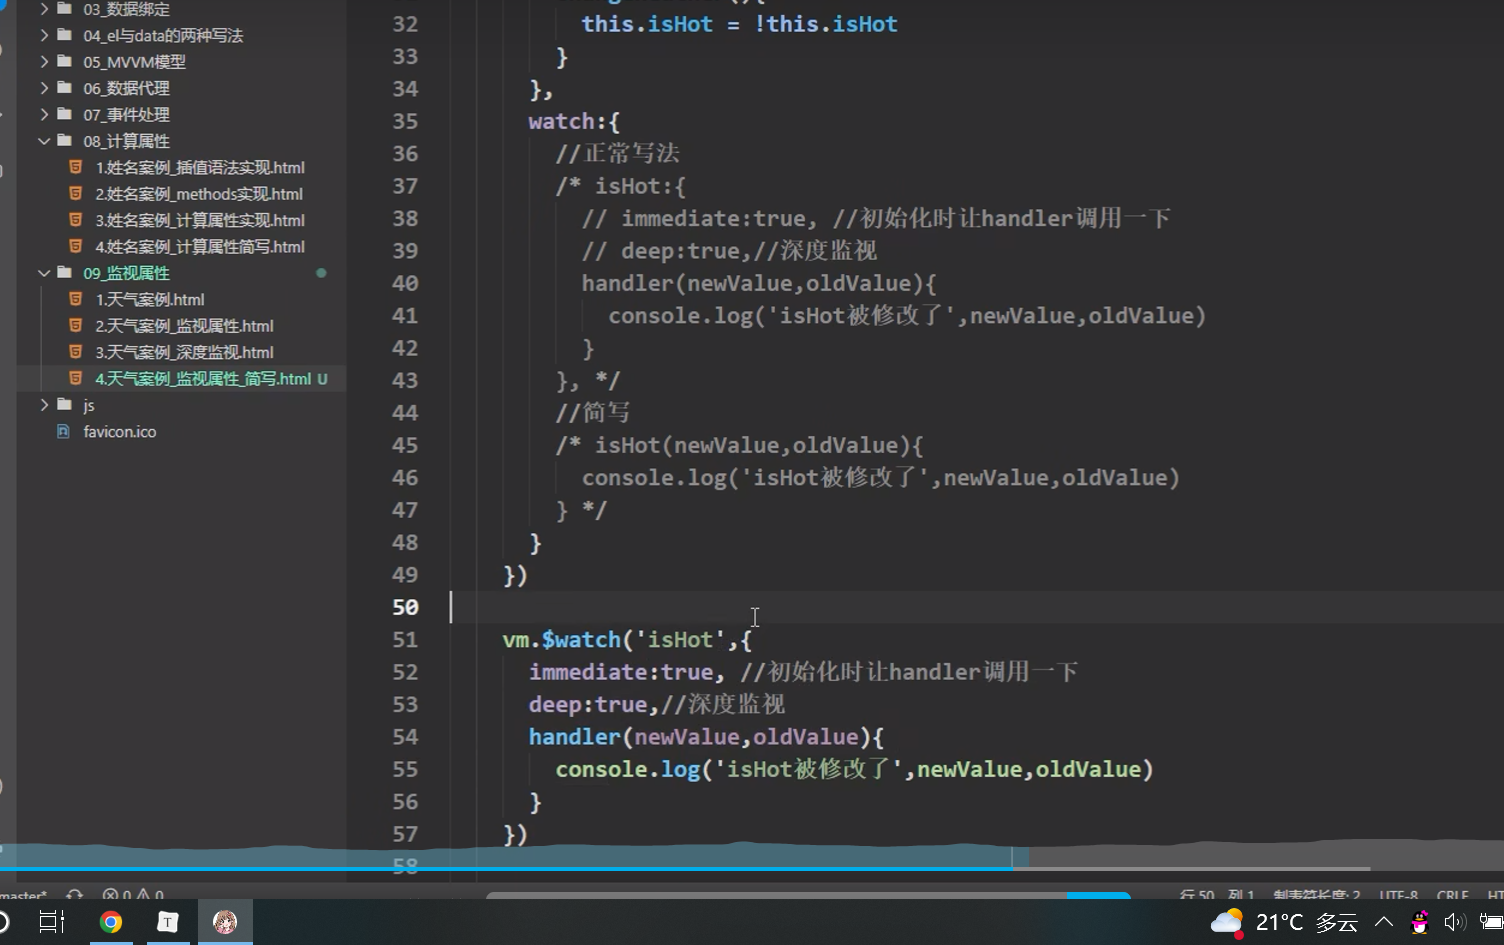 03_数据绑定
04_el与data的两种写法
05_MVVM模型
06_数据代理
07_事件处理
08_计算属性
1.姓名案例_插值语法实现.html
2.姓名案例_methods实现.html
3.姓名案例_计算属性实现.html
4.姓名案例_计算属性简写.html
09_监视属性
1.天气案例.html
2.天气案例_监视属性.html
3.天气案例_深度监视.html
4.天气案例_监视属性_简写.html U
js
favicon.ico
32 this.isHot = !this.isHot
33 }
34 },
35 watch:{
36 //正常写法
37 /* isHot:{
38 // immediate:true, //初始化时让handler调用一下
39 // deep:true,//深度监视
40 handler(newValue,oldValue){
41 console.log('isHot被修改了',newValue,oldValue)
42 }
43 }, */
44 //简写
45 /* isHot(newValue,oldValue){
46 console.log('isHot被修改了',newValue,oldValue)
47 } */
48 }
49 })
50
51 vm.$watch('isHot',{
52 immediate:true, //初始化时让handler调用一下
53 deep:true,//深度监视
54 handler(newValue,oldValue){
55 console.log('isHot被修改了',newValue,oldValue)
56 }
57 })
58
master* 0 0 行 50, 列 1 制表符长度: 2 UTF-8 CRLF
T 21°C 多云